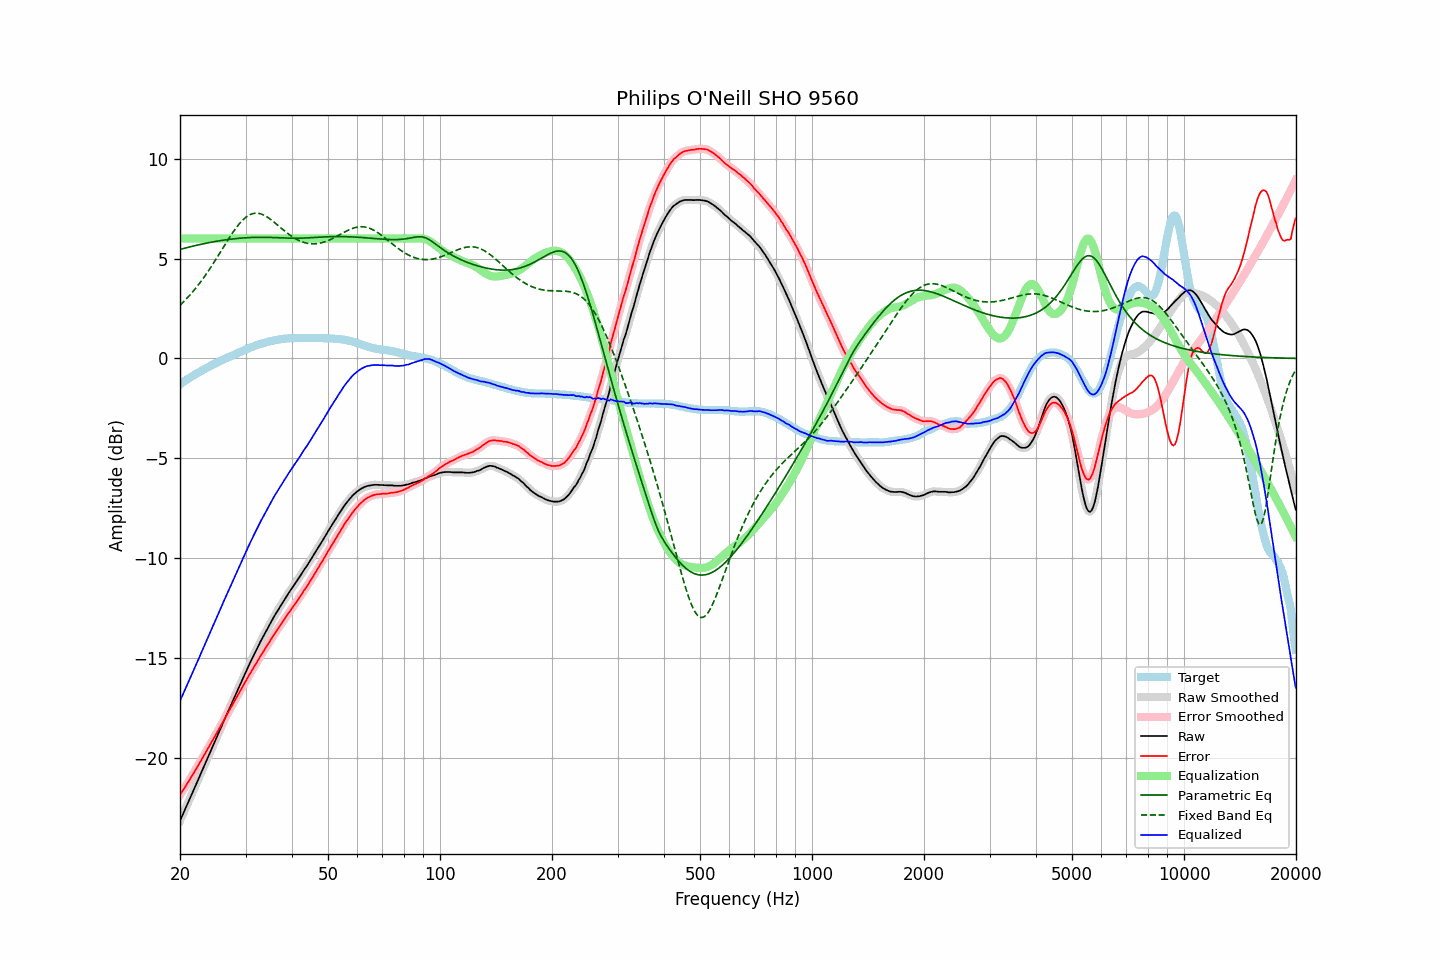 Philips O'Neill SHO 9560
Amplitude (dBr)
10
5
0
−5
−10
−15
−20
20
50
100
200
500
1000
2000
5000
10000
20000
Frequency (Hz)
Target
Raw Smoothed
Error Smoothed
Raw
Error
Equalization
Parametric Eq
Fixed Band Eq
Equalized